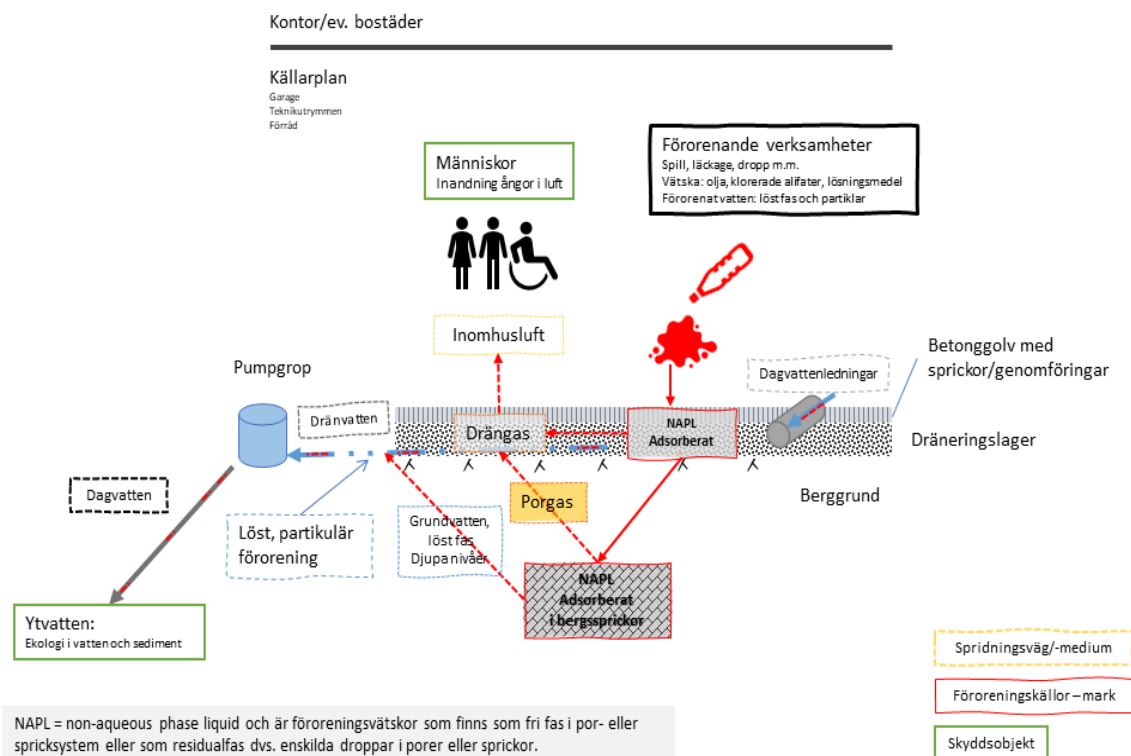 Kontor/ev. bostäder
Källarplan
Garage
Teknikutrymmen
Förråd
Människor
Inandning ångor i luft
Förorenande verksamheter
Spill, läckage, dropp m.m.
Vätska: olja, klorerade alifater, lösningsmedel
Förorenat vatten: löst fas och partiklar
Inomhusluft
Pumpgrop
Dagvattenledningar
Betonggolv med
sprickor/genomföringar
Dränvatten
Drängas
NAPL
Adsorberat
Dräneringslager
Dagvatten
Porgas
Berggrund
Löst, partikulär
förorening
Grundvatten,
löst fas
Djupa nivåer
NAPL
Adsorberat
i bergssprickor
Ytvatten:
Ekologi i vatten och sediment
Spridningsväg/-medium
Föroreningskällor – mark
Skyddsobjekt
NAPL = non-aqueous phase liquid och är föroreningsvätskor som finns som fri fas i por- eller
spricksystem eller som residualfas dvs. enskilda droppar i porer eller sprickor.